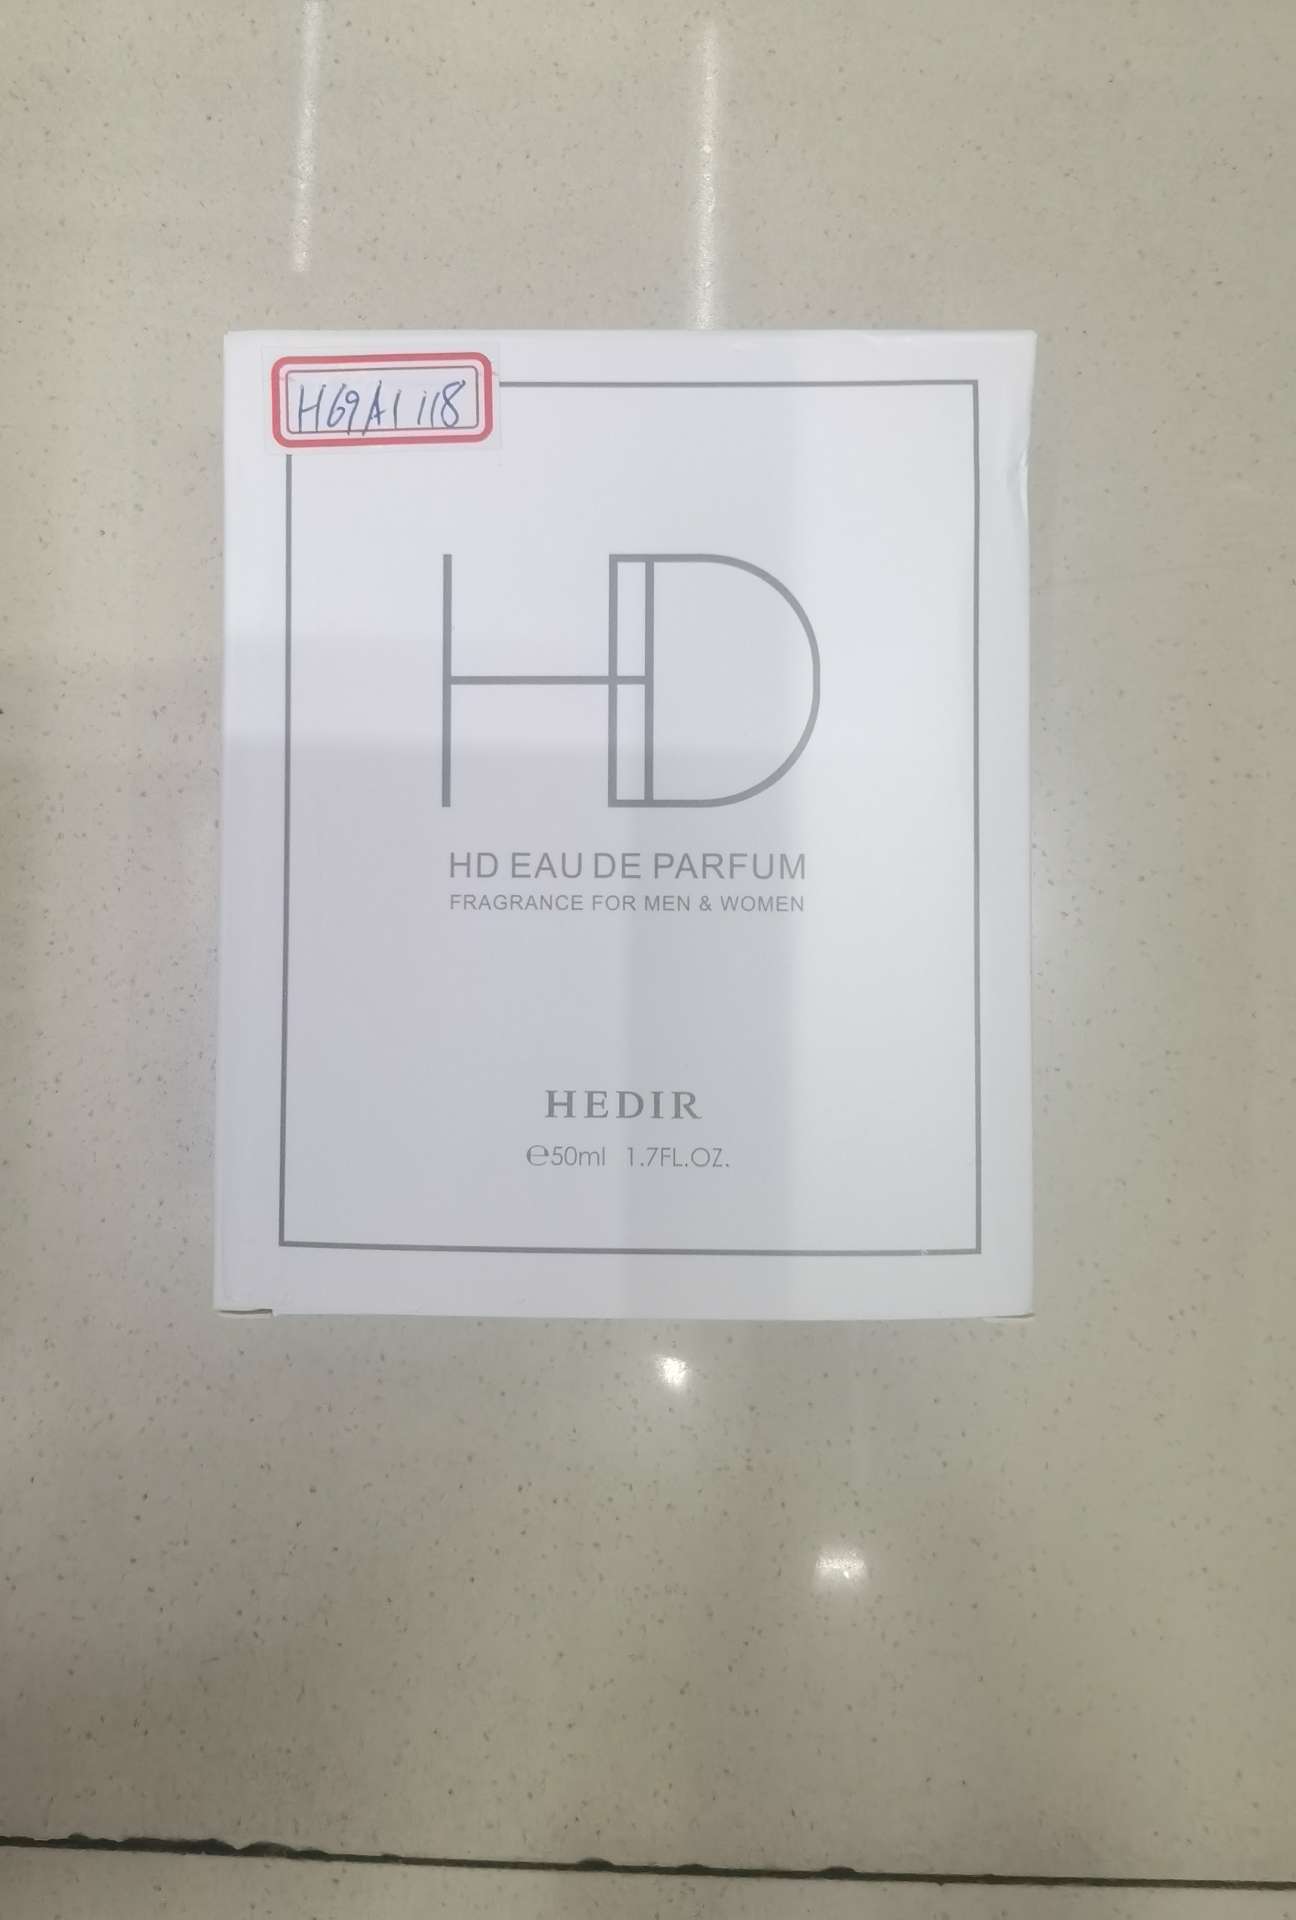 H69A1118
HD
HD EAU DE PARFUM
FRAGRANCE FOR MEN & WOMEN
HEDIR
℮50ml 1.7FL.OZ.